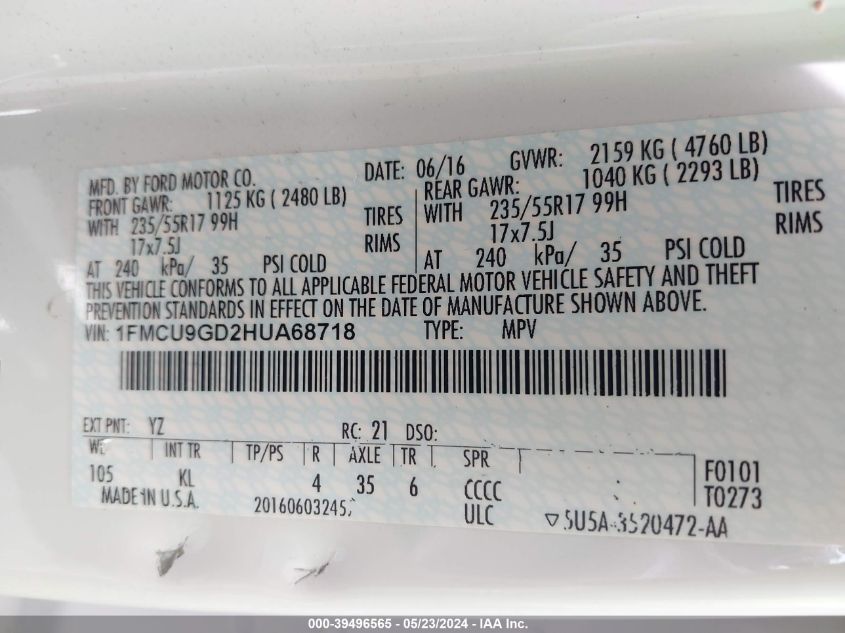 MFD. BY FORD MOTOR CO. DATE: 06/16 GVWR: 2159 KG ( 4760 LB)
FRONT GAWR: 1125 KG ( 2480 LB) REAR GAWR: 1040 KG ( 2293 LB)
WITH 235/55R17 99H TIRES WITH 235/55R17 99H TIRES
17x7.5J RIMS 17x7.5J RIMS
AT 240 kPa/ 35 PSI COLD AT 240 kPa/ 35 PSI COLD
THIS VEHICLE CONFORMS TO ALL APPLICABLE FEDERAL MOTOR VEHICLE SAFETY AND THEFT
PREVENTION STANDARDS IN EFFECT ON THE DATE OF MANUFACTURE SHOWN ABOVE.
VIN: 1FMCU9GD2HUA68718 TYPE: MPV
EXT PNT: YZ RC: 21 DSO:
INT TR TP/PS R AXLE TR SPR
105 KL 4 35 6 CCCC F0101
MADE IN U.S.A. ULC T0273
000-39496565 / 05/23/2024 - IAA Inc.